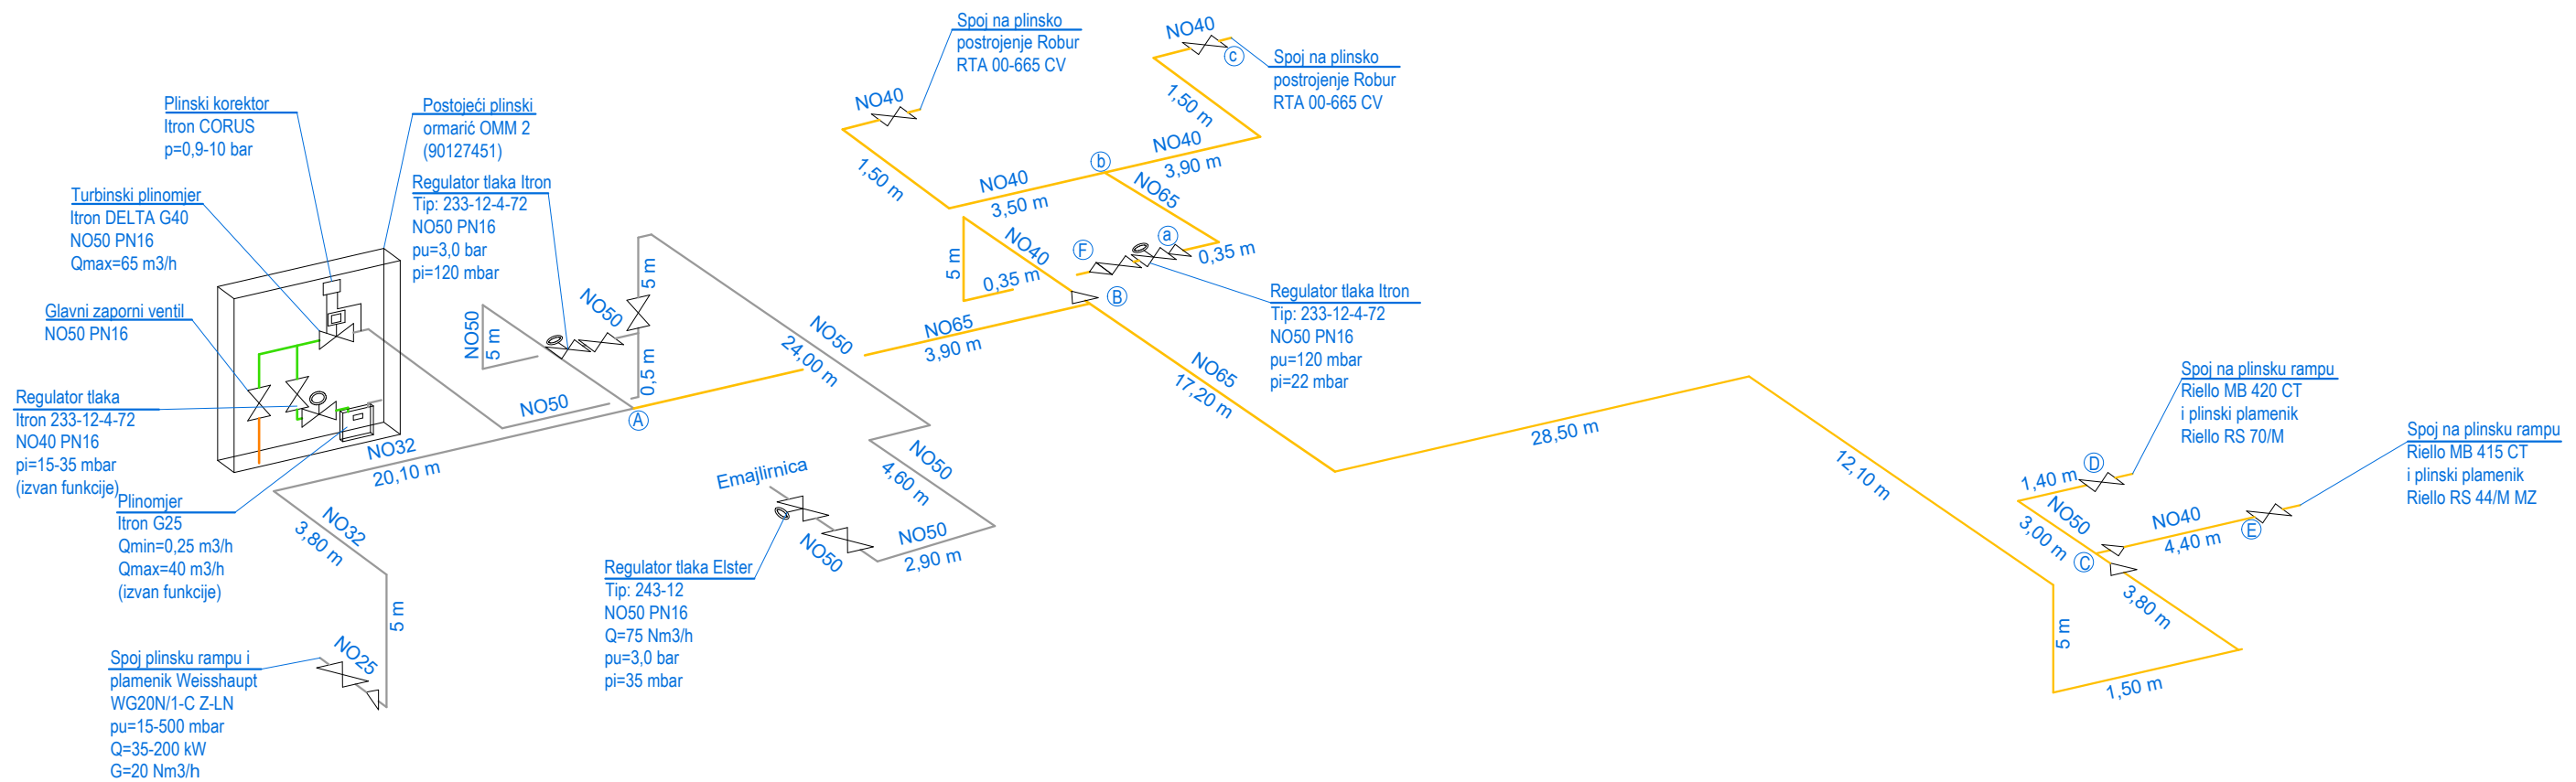 Spoj na plinsko
postrojenje Robur
RTA 00-665 CV
NO40
c
Spoj na plinsko
postrojenje Robur
RTA 00-665 CV
NO40
1,50 m
1,50 m
NO40
3,90 m
b
NO40
3,50 m
NO65
Plinski korektor
Itron CORUS
p=0,9-10 bar
Postojeći plinski
ormarić OMM 2
(90127451)
Turbinski plinomjer
Itron DELTA G40
NO50 PN16
Qmax=65 m3/h
Regulator tlaka Itron
Tip: 233-12-4-72
NO50 PN16
pu=3,0 bar
pi=120 mbar
Glavni zaporni ventil
NO50 PN16
Regulator tlaka
Itron 233-12-4-72
NO40 PN16
pi=15-35 mbar
(izvan funkcije)
Plinomjer
Itron G25
Qmin=0,25 m3/h
Qmax=40 m3/h
(izvan funkcije)
NO32
20,10 m
NO32
3,80 m
5 m
NO25
Spoj plinsku rampu i
plamenik Weisshaupt
WG20N/1-C Z-LN
pu=15-500 mbar
Q=35-200 kW
G=20 Nm3/h
NO50
NO50
5 m
NO50
5 m
0,5 m
A
NO50
24,00 m
NO50
4,60 m
NO50
2,90 m
NO50
Emajlirnica
Regulator tlaka Elster
Tip: 243-12
NO50 PN16
Q=75 Nm3/h
pu=3,0 bar
pi=35 mbar
NO65
3,90 m
5 m
0,35 m
NO40
F
a
0,35 m
B
Regulator tlaka Itron
Tip: 233-12-4-72
NO50 PN16
pu=120 mbar
pi=22 mbar
NO65
17,20 m
28,50 m
12,10 m
5 m
1,50 m
3,80 m
C
NO50
3,00 m
1,40 m
D
NO40
4,40 m
E
Spoj na plinsku rampu
Riello MB 420 CT
i plinski plamenik
Riello RS 70/M
Spoj na plinsku rampu
Riello MB 415 CT
i plinski plamenik
Riello RS 44/M MZ